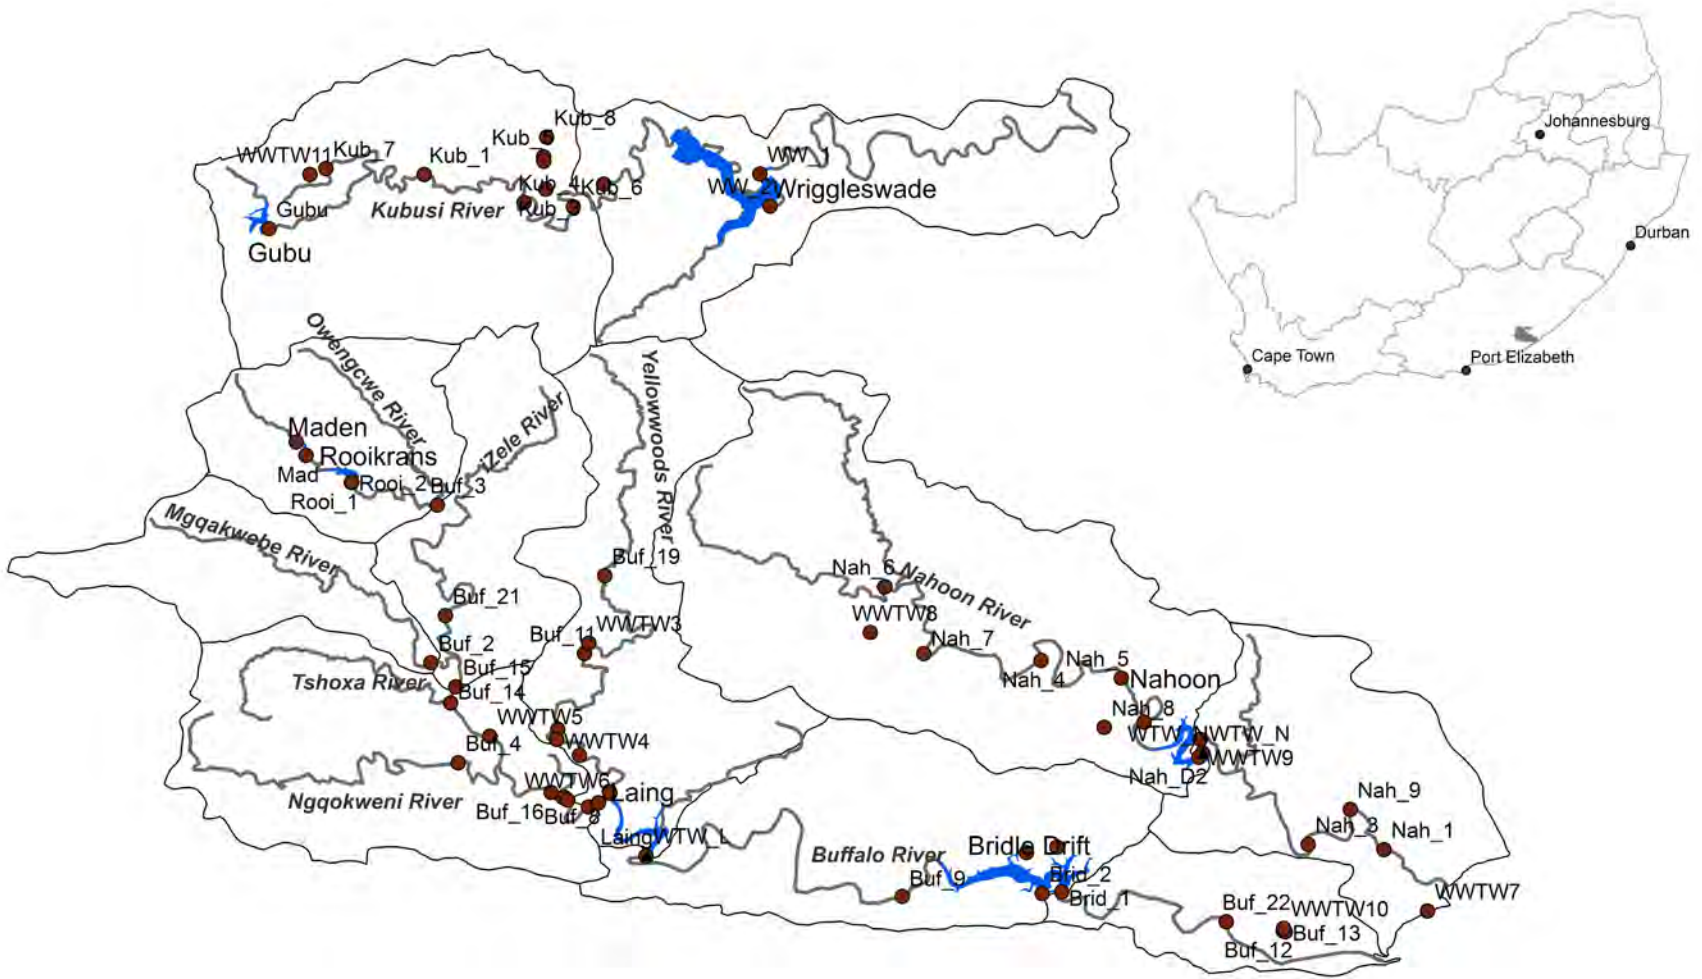 Kub_8
Kub_5
WWTW11
Kub_7
Kub_1
Kub_4
Kub_6
Kub_
Kubusi River
Gubu
Gubu
WW_1
WW_2
Wriggleswade
Johannesburg
Durban
Cape Town
Port Elizabeth
Owengcwe River
iZele River
Yellowwoods River
Maden
Rooikrans
Mad
Rooi_2
Rooi_1
Buf_3
Mgqakwebe River
Buf_19
Buf_21
Buf_11
WWTW3
Buf_2
Buf_15
Buf_14
Tshoxa River
WWTW5
WWTW4
Buf_4
WWTW6
Ngqokweni River
Buf_16
Buf_8
Laing
Laing
WTW_L
Nah_6
Nahoon River
WWTW8
Nah_7
Nah_5
Nah_4
Nahoon
Nah_8
WTW_N
WTW_N
WWTW9
Nah_D2
Nah_9
Nah_3
Nah_1
Buffalo River
Bridle Drift
Buf_9
Brid_2
Brid_1
WWTW7
Buf_22
WWTW10
Buf_13
Buf_12